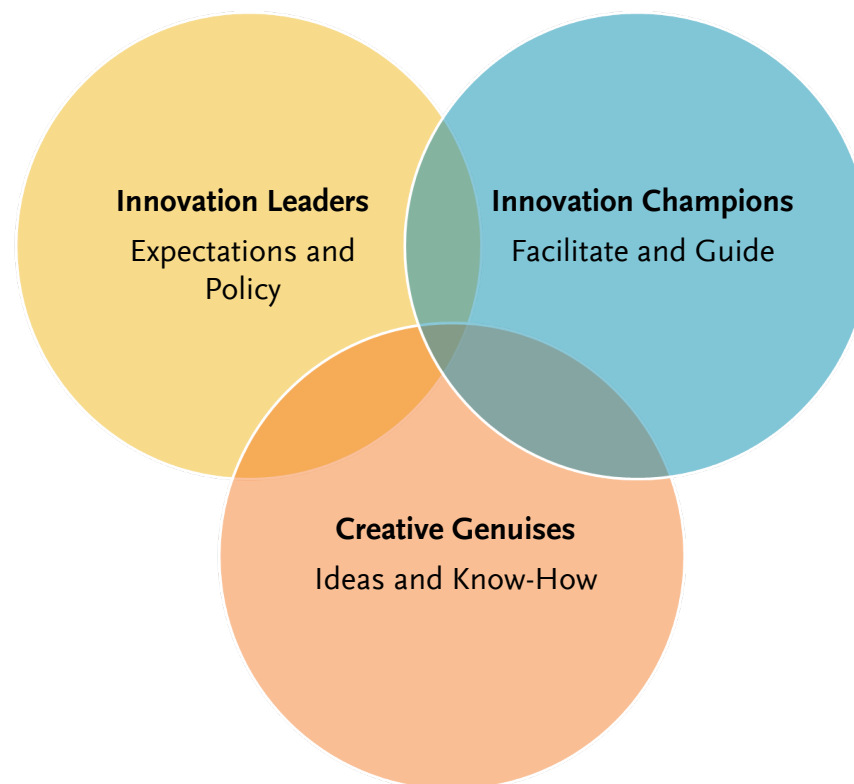 Innovation Leaders
Expectations and
Policy
Innovation Champions
Facilitate and Guide
Creative Genuises
Ideas and Know-How